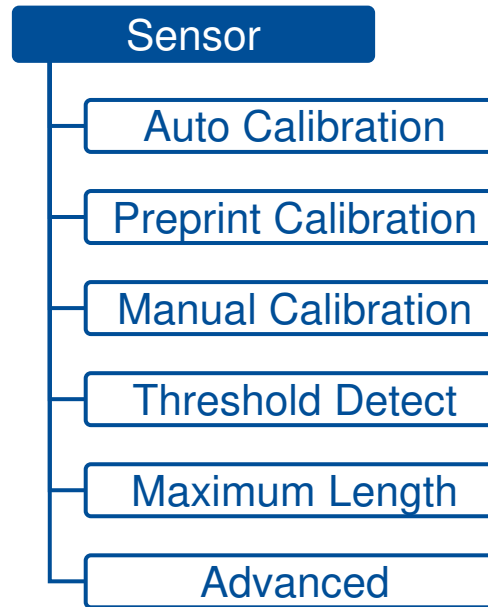 Sensor
Auto Calibration
Preprint Calibration
Manual Calibration
Threshold Detect
Maximum Length
Advanced